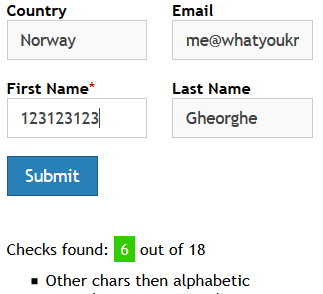 Country Email
Norway me@whatyoukr
First Name* Last Name
123123123 Gheorghe
Submit
Checks found: 6 out of 18
Other chars then alphabetic